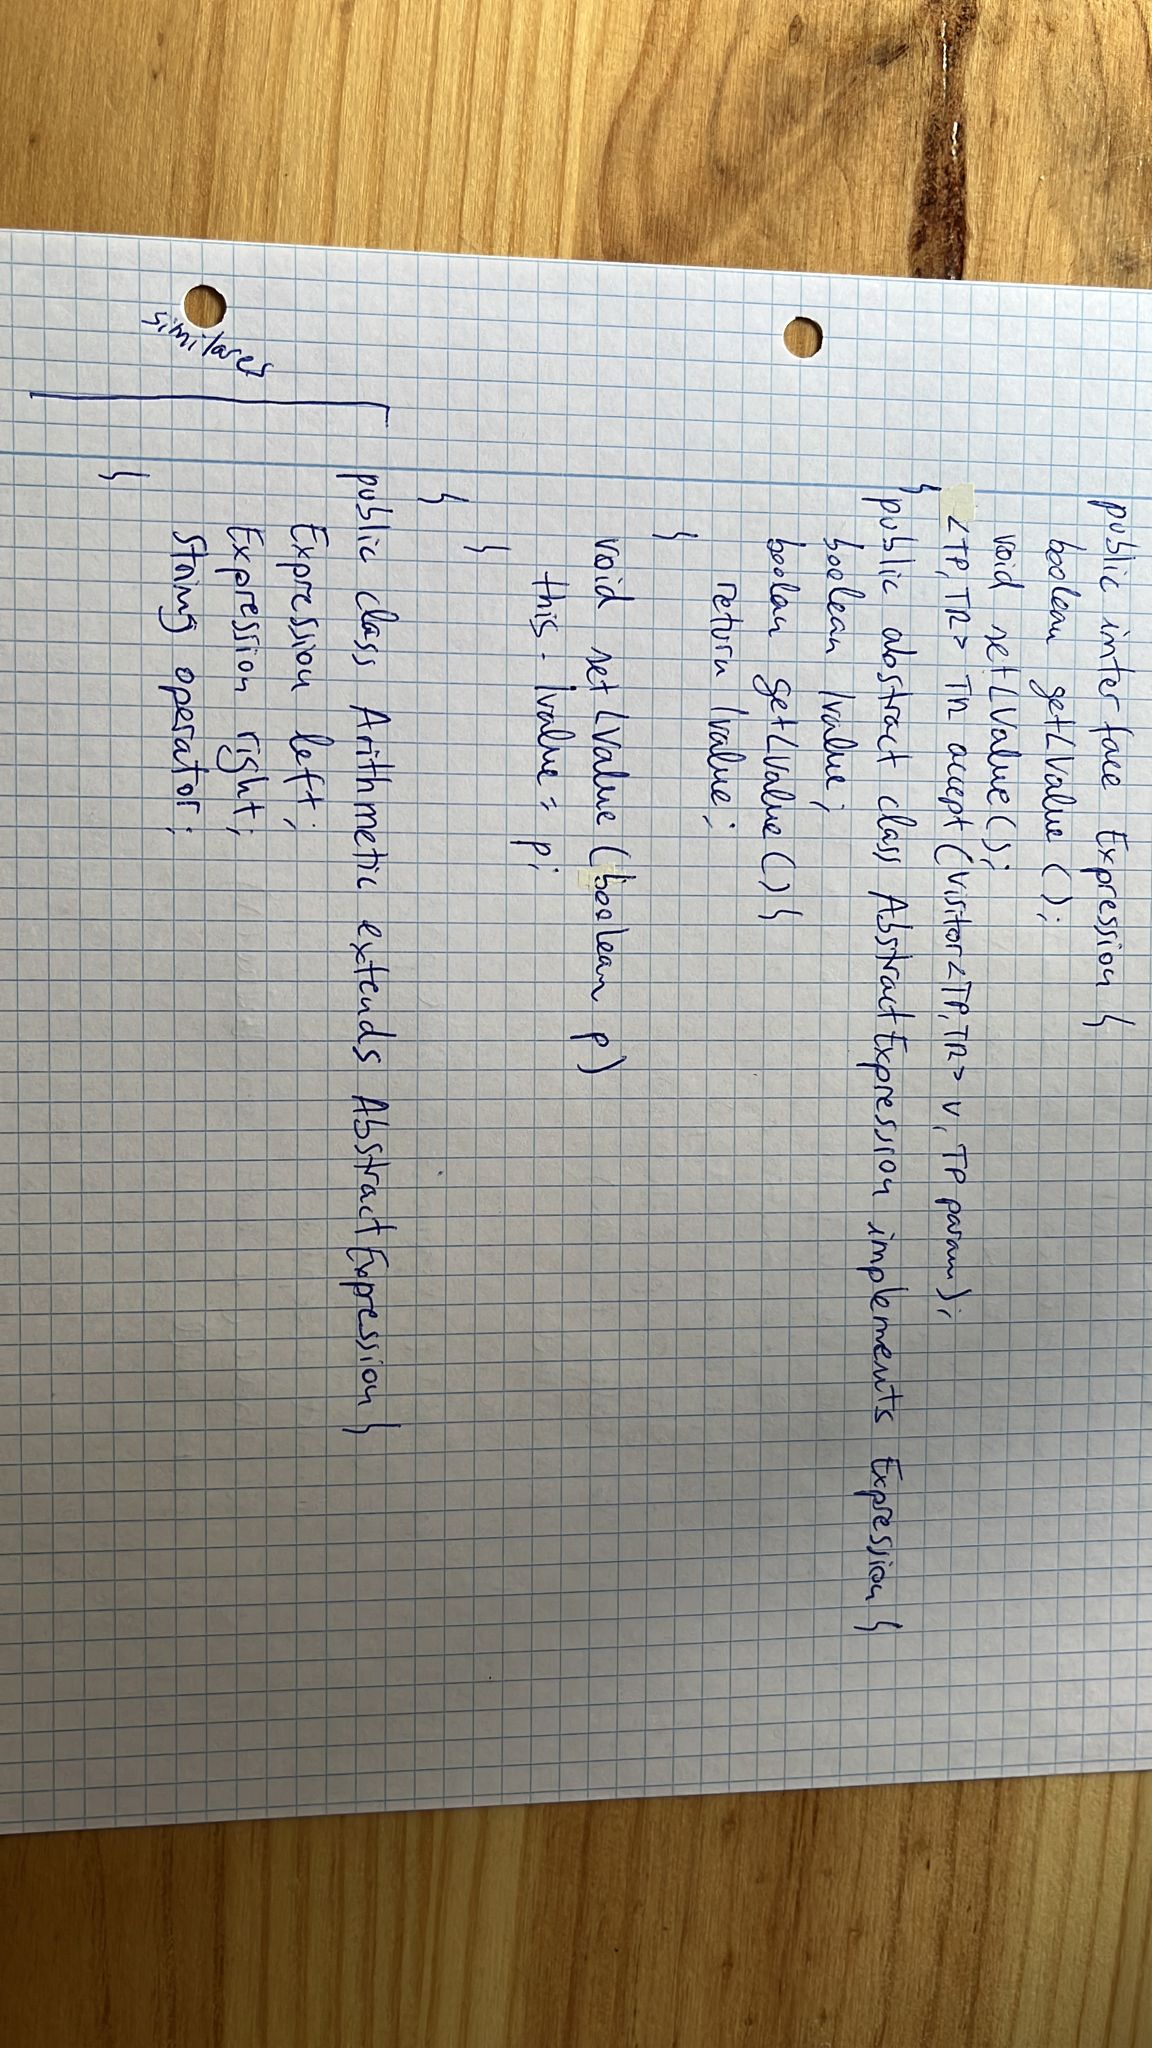 public interface Expression {
boolean getLvalue ();
void setLvalue ();
<TP, TR> TR accept (Visitor<TP,TR> v, TP param);
}
public abstract class AbstractExpression implements Expression {
boolean lvalue;
boolean getLvalue () {
return lvalue;
}
void setLvalue (boolean p)
this.lvalue = p;
}
}
public class Arithmetic extends AbstractExpression {
Expression left;
Expression right;
String operator;
}
similares